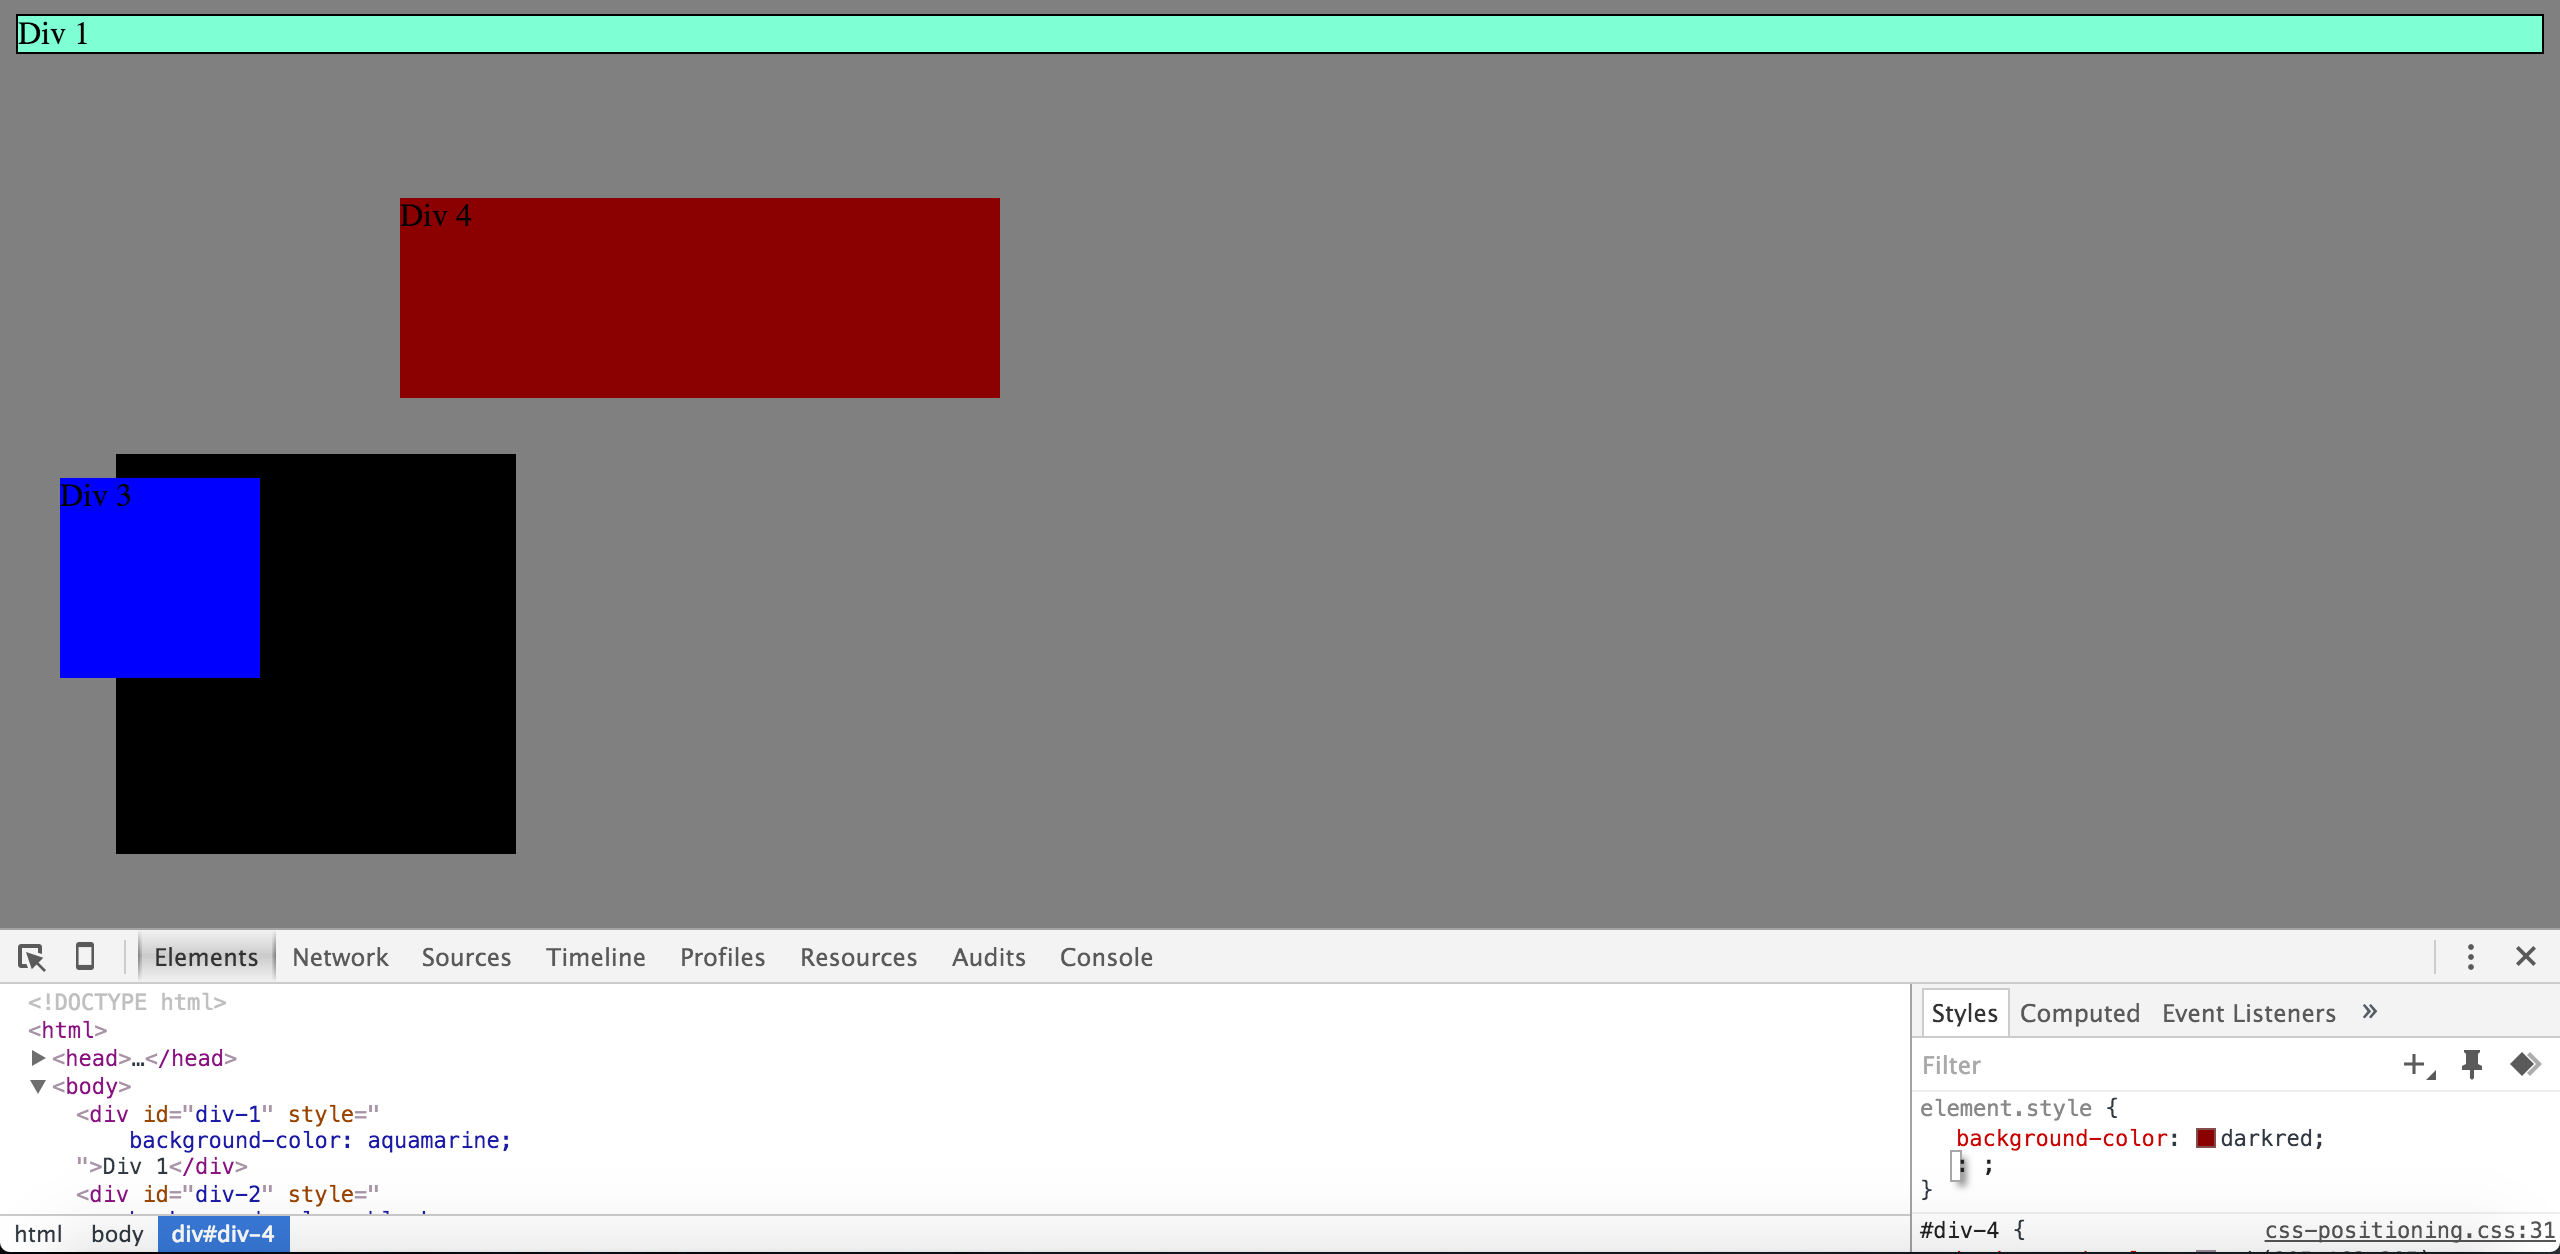 Div 1
Div 4
Div 3
Elements Network Sources Timeline Profiles Resources Audits Console
<!DOCTYPE html>
<html>
<head>…</head>
<body>
<div id="div-1" style="
background-color: aquamarine;
">Div 1</div>
<div id="div-2" style="
html body div#div-4
Styles Computed Event Listeners »
Filter
element.style {
background-color: darkred;
: ;
}
#div-4 { css-positioning.css:31